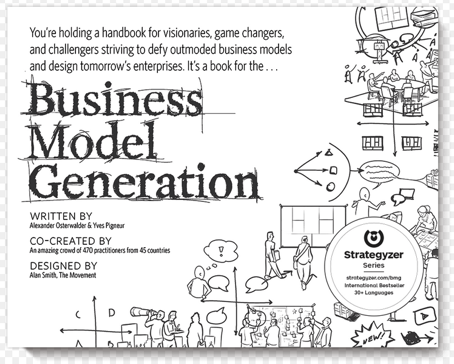 You're holding a handbook for visionaries, game changers,
and challengers striving to defy outmoded business models
and design tomorrow's enterprises. It's a book for the . . .
Business
Model
Generation
WRITTEN BY
Alexander Osterwalder & Yves Pigneur
CO-CREATED BY
An amazing crowd of 470 practitioners from 45 countries
DESIGNED BY
Alan Smith, The Movement
Strategyzer
Series
strategyzer.com/bmg
International Bestseller
30+ Languages
C
D
NEW!